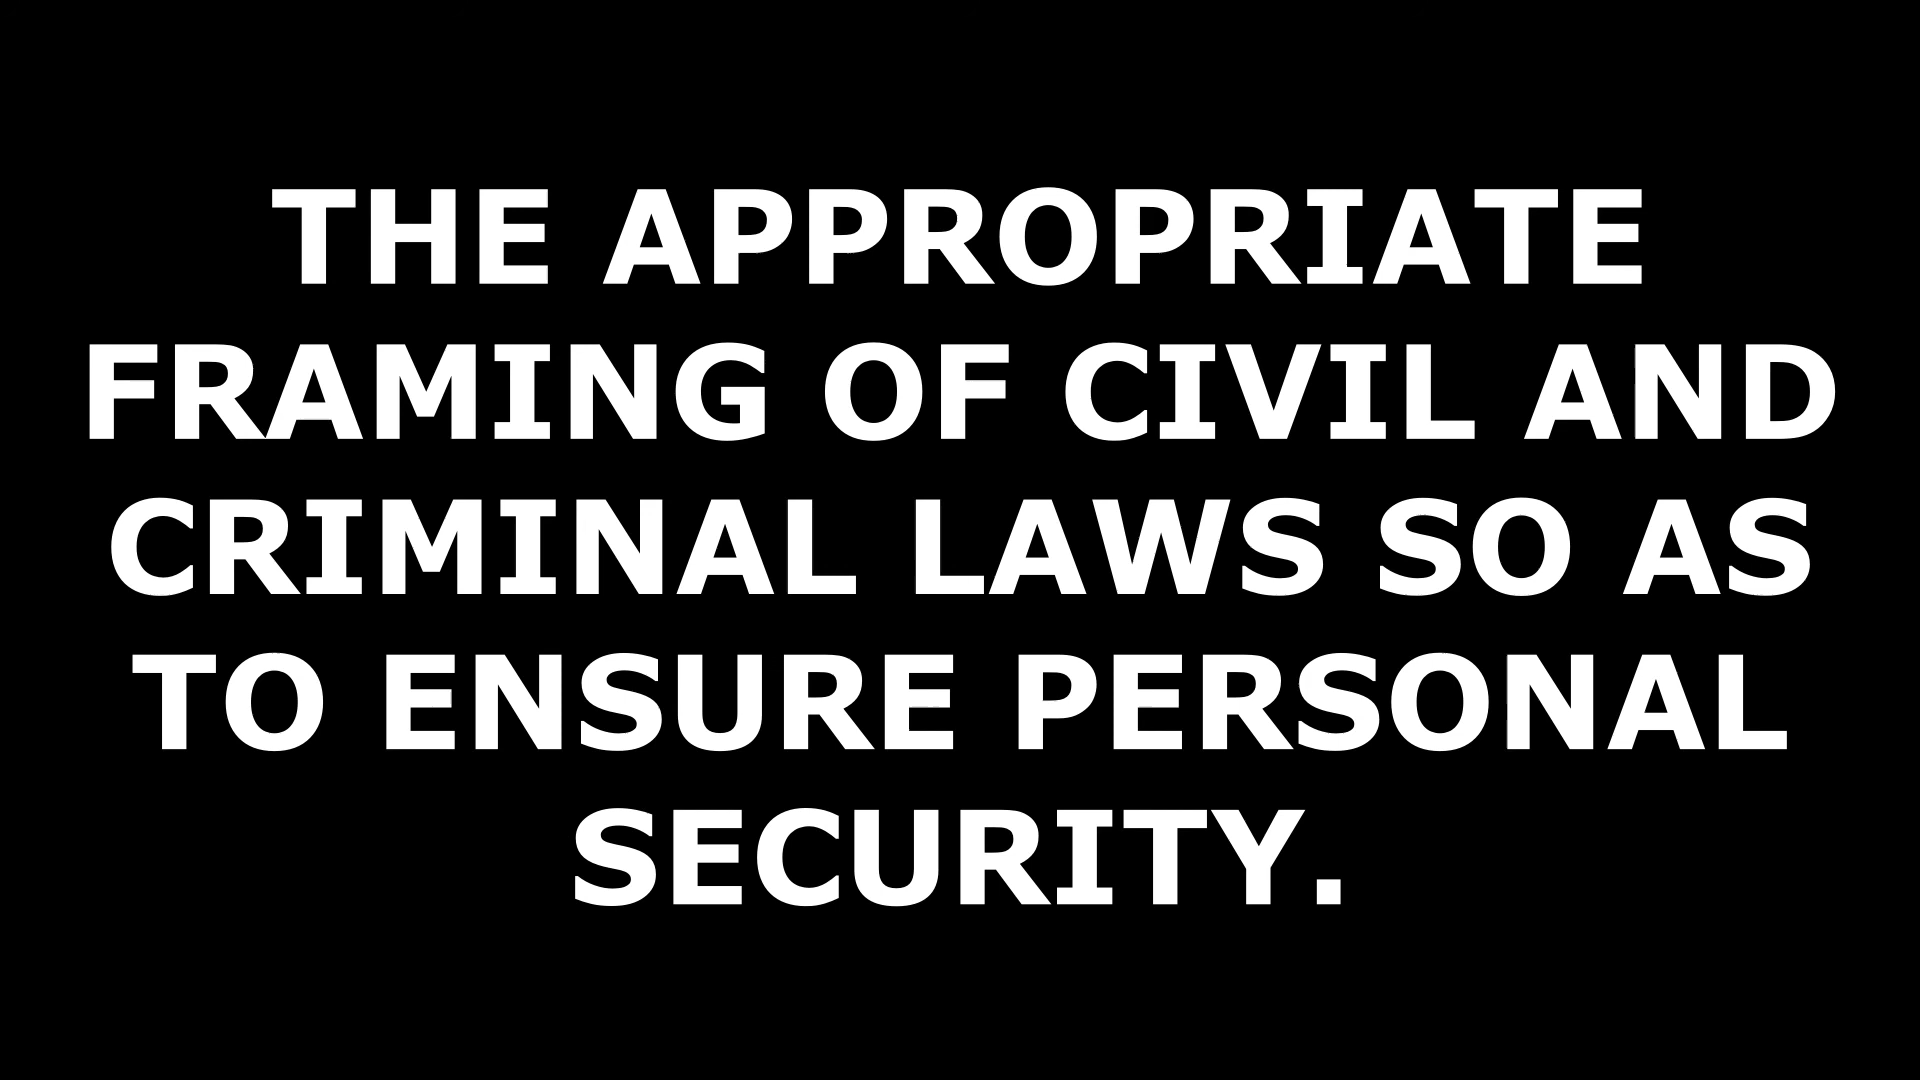 THE APPROPRIATE
FRAMING OF CIVIL AND
CRIMINAL LAWS SO AS
TO ENSURE PERSONAL
SECURITY.